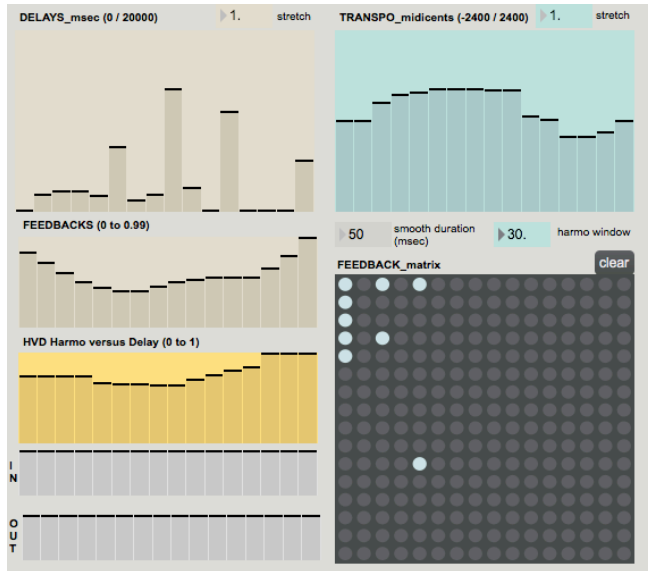 DELAYS_msec (0 / 20000)
1.
stretch
TRANSPO_midicents (-2400 / 2400)
1.
stretch
FEEDBACKS (0 to 0.99)
50
smooth duration
(msec)
30.
harmo window
FEEDBACK_matrix
clear
HVD Harmo versus Delay (0 to 1)
I
N
O
U
T